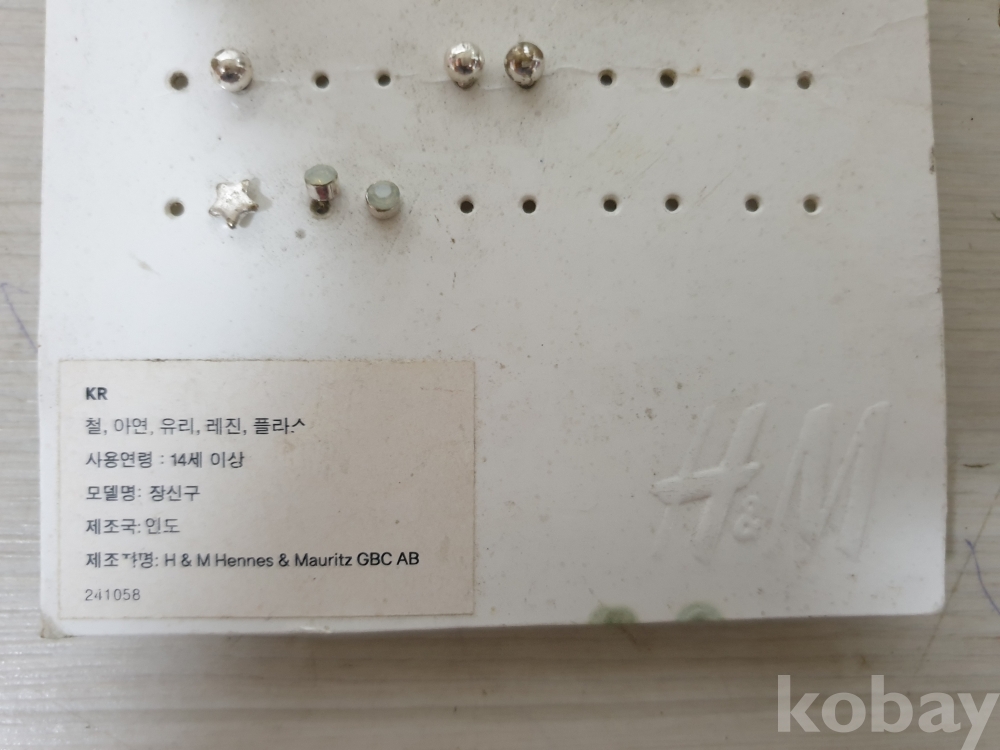 KR
철, 아연, 유리, 레진, 플라스
사용연령 : 14세 이상
모델명: 장신구
제조국: 인도
제조자명: H & M Hennes & Mauritz GBC AB
241058
H&M
kobay